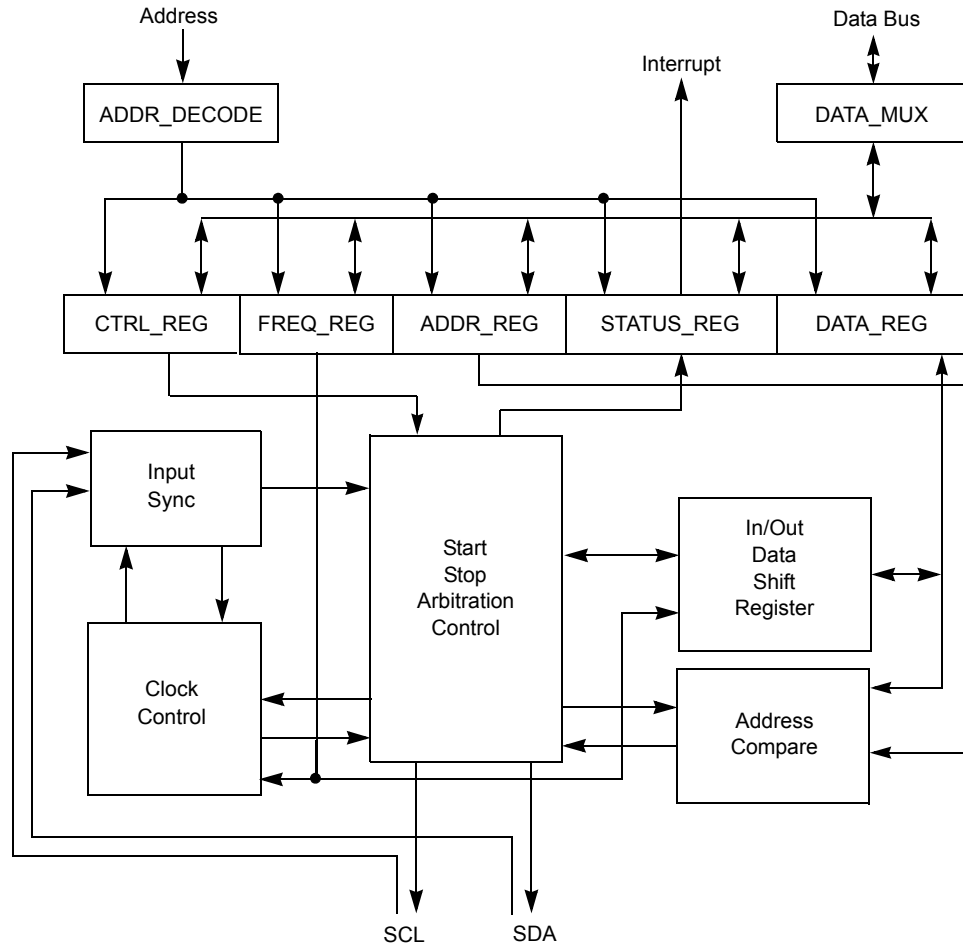 Address
Data Bus
Interrupt
ADDR_DECODE
DATA_MUX
CTRL_REG
FREQ_REG
ADDR_REG
STATUS_REG
DATA_REG
Input
Sync
Start
Stop
Arbitration
Control
In/Out
Data
Shift
Register
Clock
Control
Address
Compare
SCL
SDA